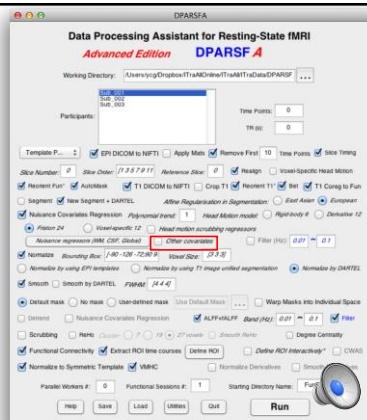 DPARSFA
Data Processing Assistant for Resting-State fMRI
Advanced Edition DPARSF A
Working Directory: /Users/ycg/Dropbox/ITraAllOnline/ITraAll/ITraData/DPARSF ...
Sub_001
Sub_002
Sub_003
Participants:
Time Points: 0
TR (s): 0
Template P... EPI DICOM to NIFTI Apply Mats Remove First 10 Time Points Slice Timing
Slice Number: 0 Slice Order: [1 3 5 7 9 11 Reference Slice: 0 Realign Voxel-Specific Head Motion
Reorient Fun* AutoMask T1 DICOM to NIFTI Crop T1 Reorient T1* Bet T1 Coreg to Fun
Segment New Segment + DARTEL Affine Regularisation in Segmentation: East Asian European
Nuisance Covariates Regression Polynomial trend: 1 Head Motion model: Rigid-body 6 Derivative 12
Friston 24 Voxel-specific 12 Head motion scrubbing regressors
Nuisance regressors (WM, CSF, Global) Other covariates Filter (Hz): 0.01 ~ 0.1
Normalize Bounding Box: [-90 -126 -72;90 9 Voxel Size: [3 3 3]
Normalize by using EPI templates Normalize by using T1 image unified segmentation Normalize by DARTEL
Smooth Smooth by DARTEL FWHM: [4 4 4]
Default mask No mask User-defined mask Use Default Mask ... Warp Masks into Individual Space
Detrend Nuisance Covariates Regression ALFF+fALFF Band (Hz): 0.01 ~ 0.1 Filter
Scrubbing ReHo Cluster: 7 19 27 voxels Smooth ReHo Degree Centrality
Functional Connectivity Extract ROI time courses Define ROI Define ROI Interactively* CWAS
Normalize to Symmetric Template VMHC Normalize Derivatives Smooth
Parallel Workers #: 0 Functional Sessions #: 1 Starting Directory Name:
Help Save Load Utilities Quit Run